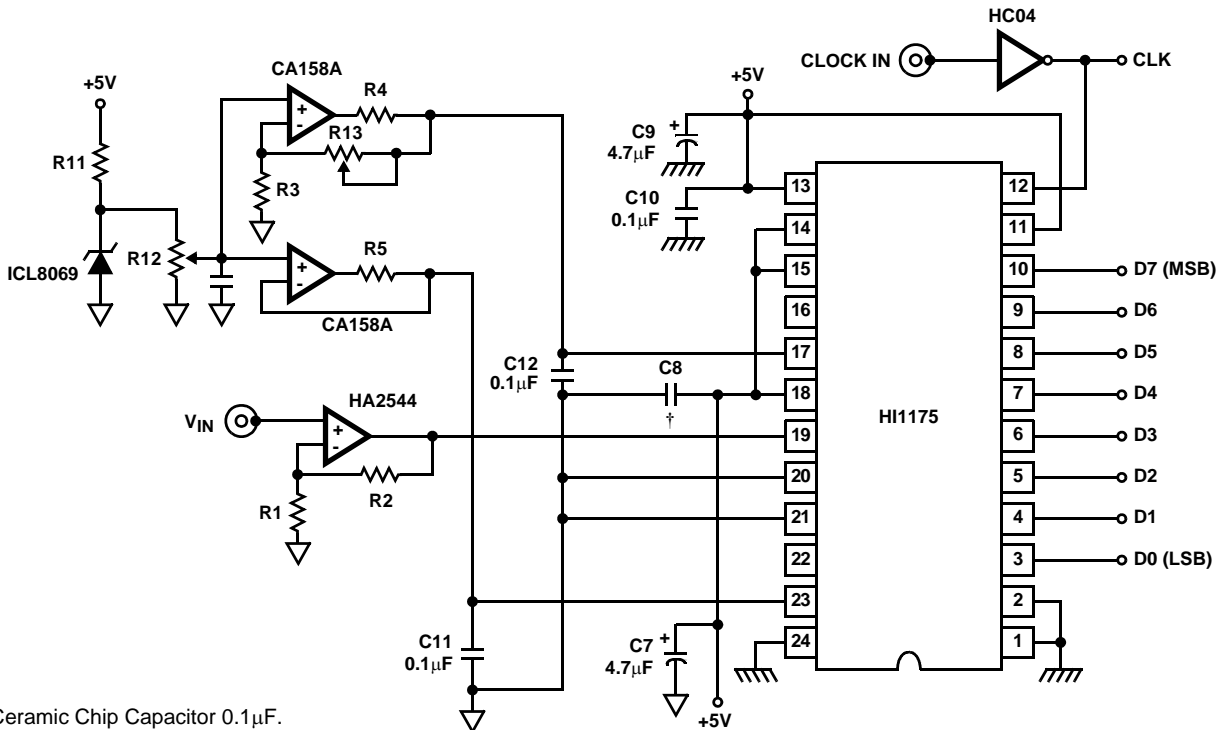 HC04
CLOCK IN
CLK
CA158A
+5V
R4
+5V
R13
C9
+
4.7μF
R11
+
-
R3
C10
0.1μF
13
12
14
11
ICL8069
R12
R5
+
-
CA158A
15
10
D7 (MSB)
16
9
D6
17
8
D5
C12
0.1μF
C8
†
18
7
D4
HI1175
HA2544
VIN
+
-
19
6
D3
R2
20
5
D2
R1
21
4
D1
22
3
D0 (LSB)
23
2
C11
0.1μF
C7
+
4.7μF
24
1
+5V
Ceramic Chip Capacitor 0.1μF.